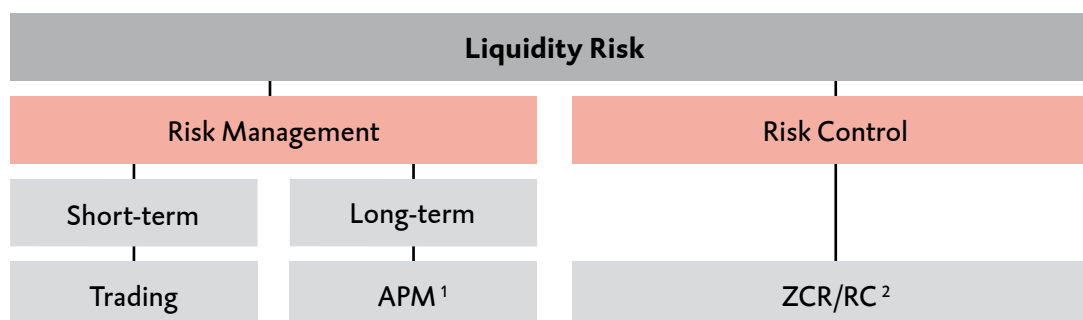 Liquidity Risk
Risk Management
Risk Control
Short-term
Long-term
Trading
APM ¹
ZCR/RC ²